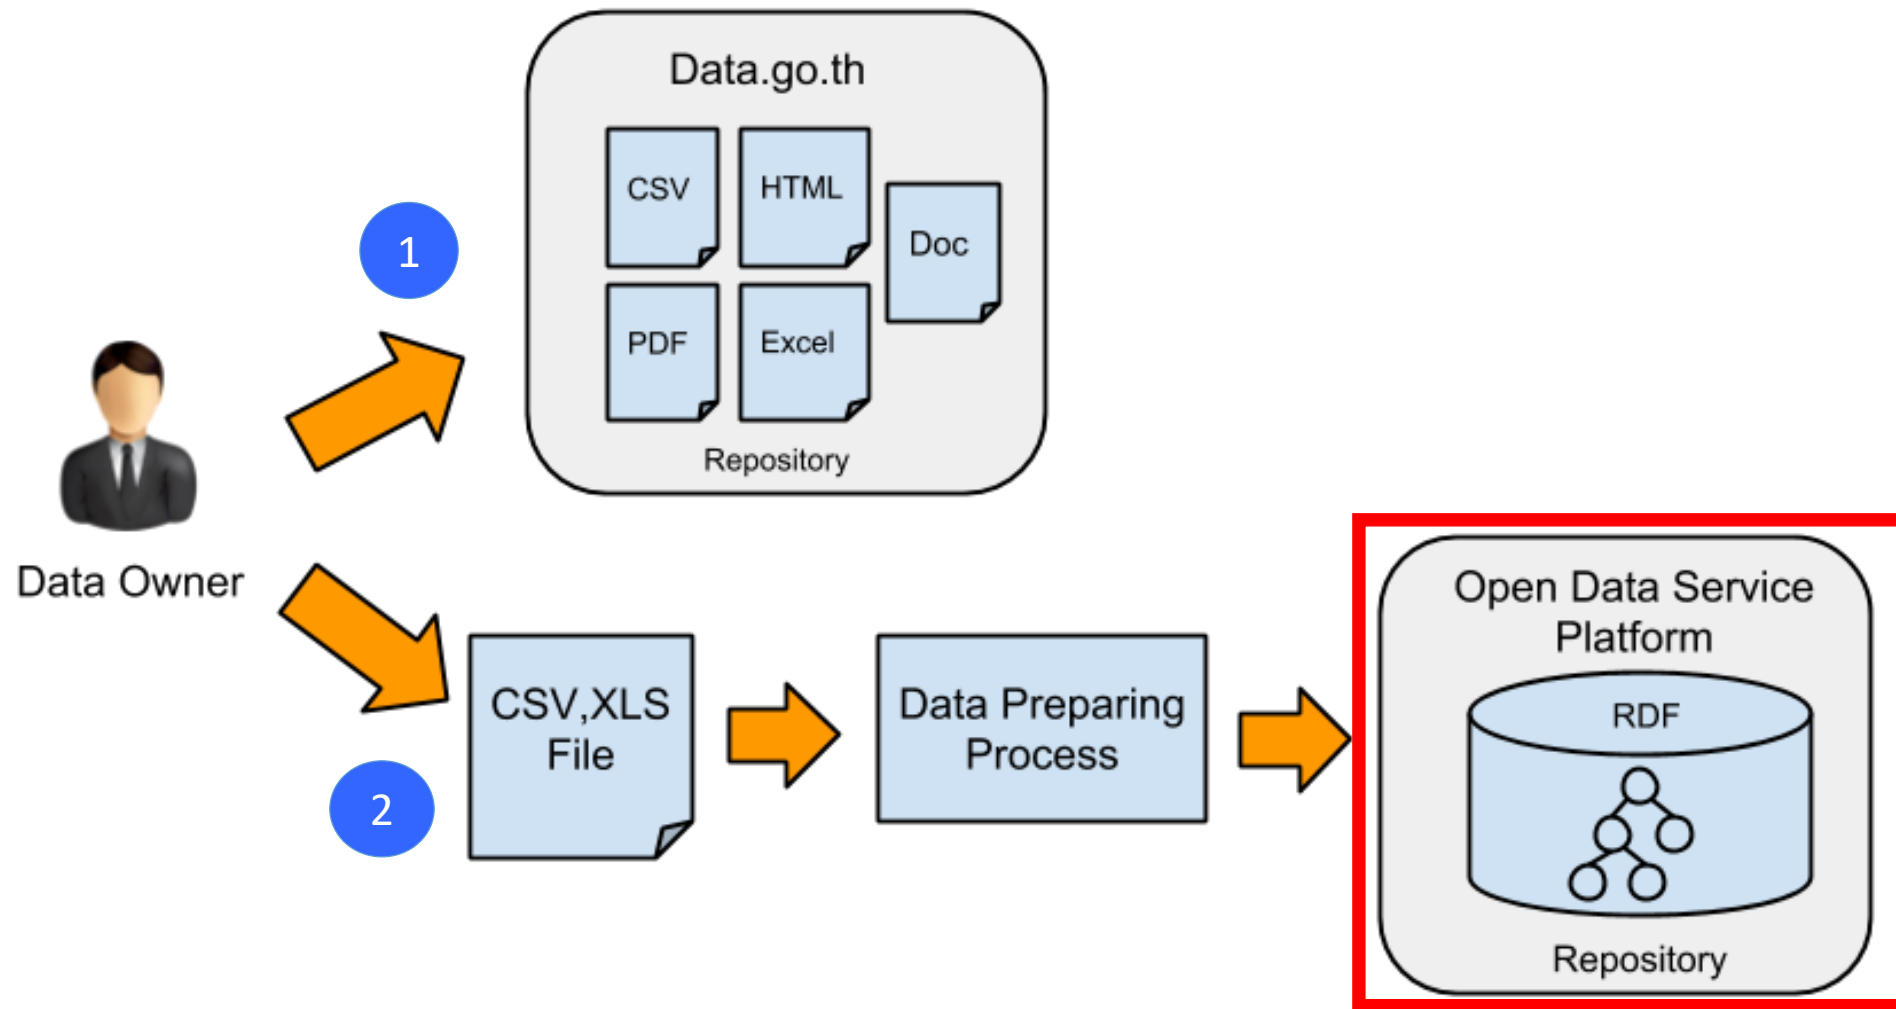 Data.go.th
CSV
HTML
Doc
PDF
Excel
Repository
1
Data Owner
2
CSV,XLS
File
Data Preparing
Process
Open Data Service
Platform
RDF
Repository